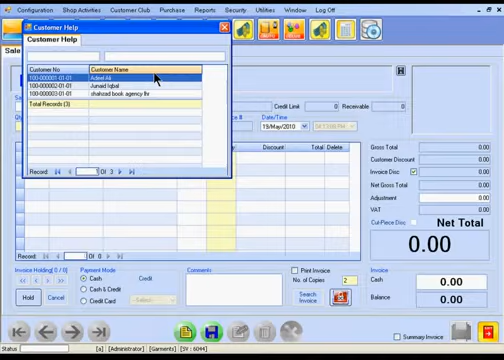 Configuration Shop Activities Customer Club Purchase Reports Security Utilities Window Log Off
Customer Help
Customer Help
Customer No Customer Name
100-000001-01-01 Adeel Ali
100-000002-01-01 Junaid Iqbal
100-000003-01-01 shahzad book agency lhr
Total Records (3)
Record: 1 Of 3
Sale
Credit Limit 0 Receivable 0
Date/Time
19/May/2010
Discount Total Delete
Gross Total 0.00
Customer Discount 0.00
Invoice Disc 0.00
Net Gross Total 0.00
Adjustment 0.00
VAT 0.00
Cut-Piece Disc Net Total
0.00
Record: 0 Of 0
Invoice Holding [0 / 0]
Hold Cancel
Payment Mode
Cash Credit
Cash & Credit
Credit Card -Select-
Comments
Print Invoice
No. of Copies 2
Search Invoice
Invoice
Cash 0.00
Balance 0.00
Summary Invoice
Status [a] [Administrator] [Garments] [SV : 6044]